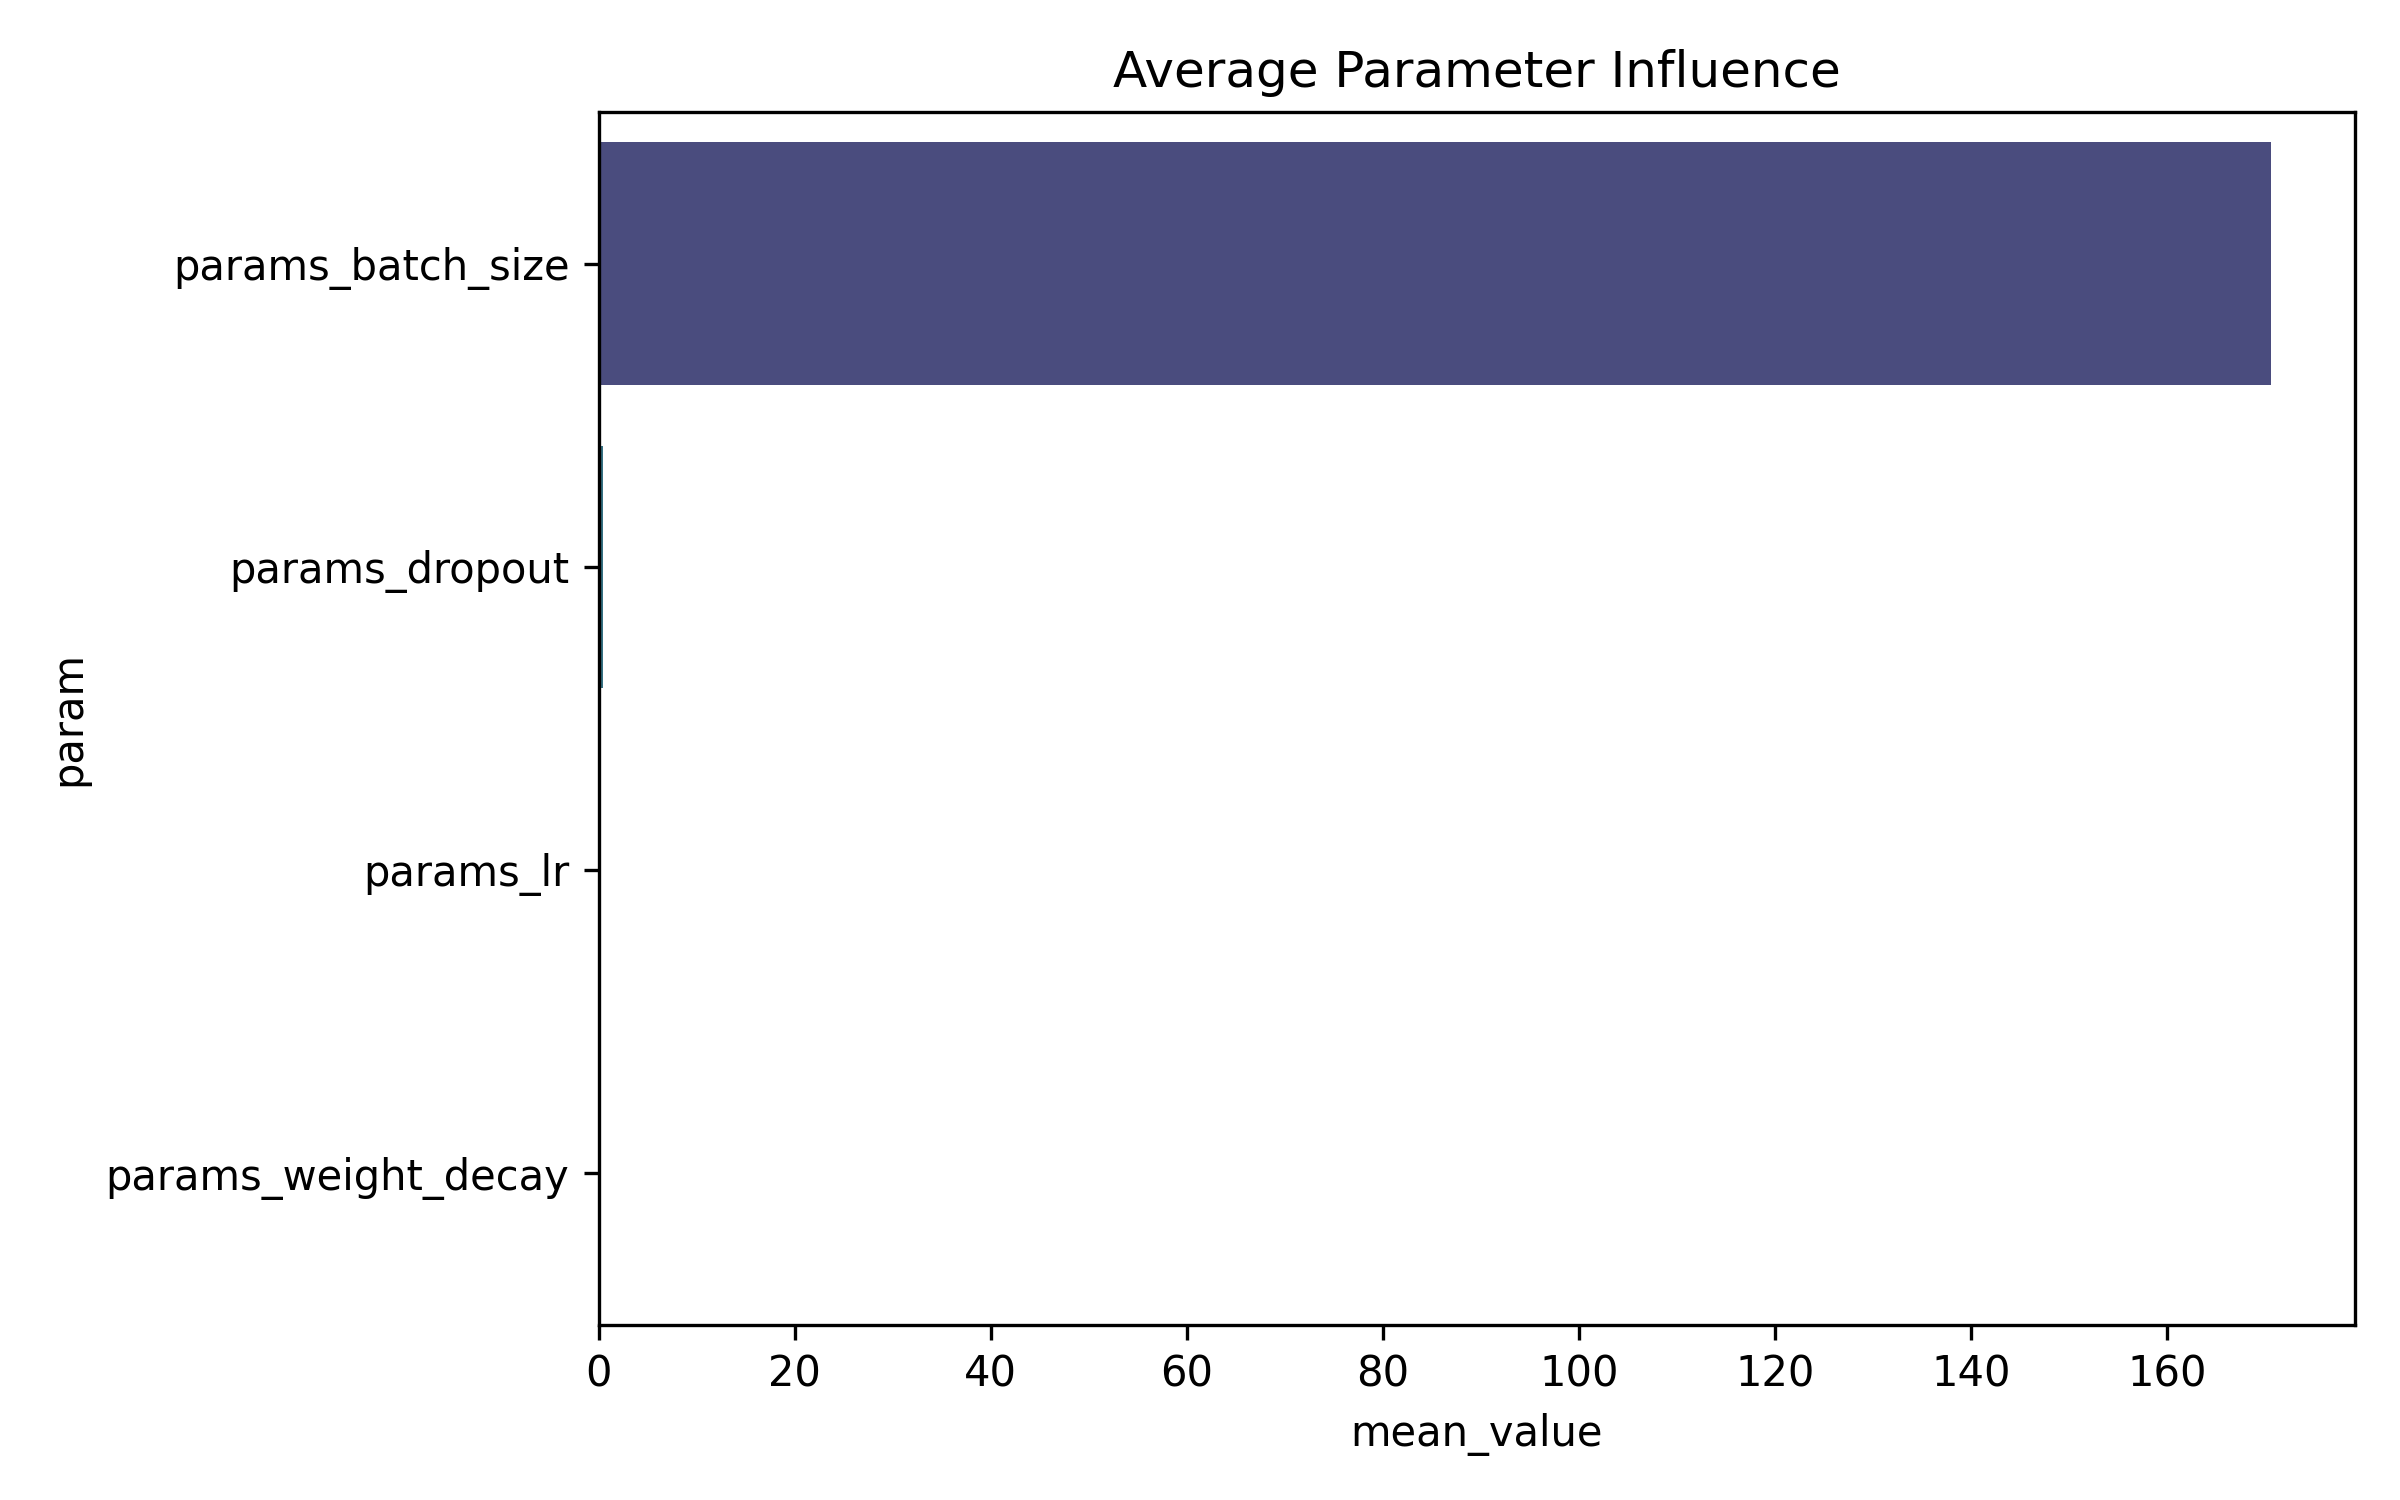 Average Parameter Influence
params_batch_size
params_dropout
params_lr
params_weight_decay
param
0 20 40 60 80 100 120 140 160
mean_value